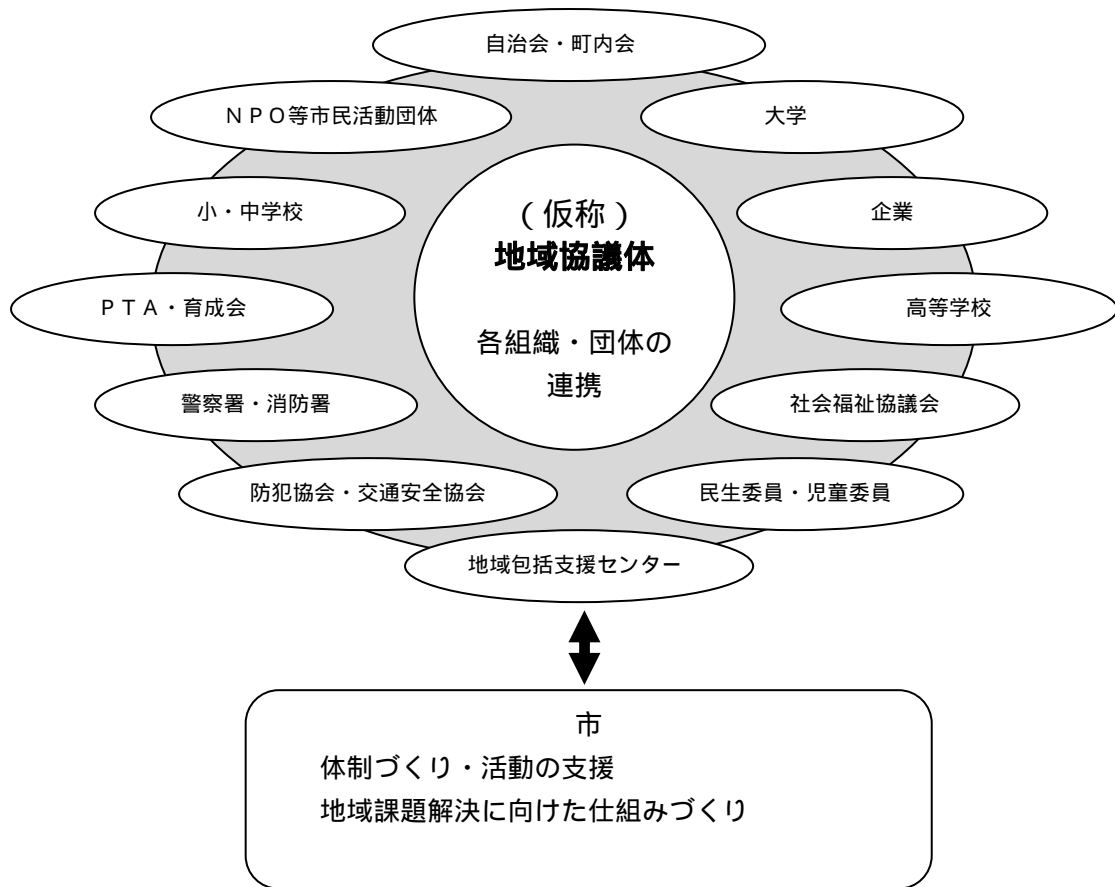 自治会・町内会
ＮＰＯ等市民活動団体
大学
小・中学校
企業
（仮称）
地域協議体
各組織・団体の
連携
ＰＴＡ・育成会
高等学校
警察署・消防署
社会福祉協議会
防犯協会・交通安全協会
民生委員・児童委員
地域包括支援センター
市
体制づくり・活動の支援
地域課題解決に向けた仕組みづくり